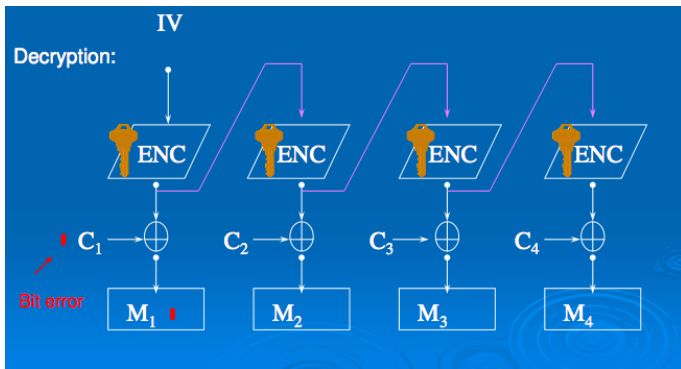 IV
Decryption:
ENC ENC ENC ENC
C₁ C₂ C₃ C₄
Bit error
M₁ M₂ M₃ M₄